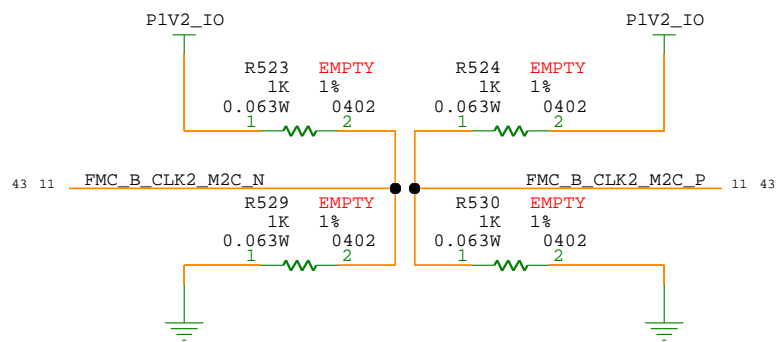 P1V2_IO P1V2_IO
R523 EMPTY R524 EMPTY
1K 1% 1K 1%
0.063W 0402 0.063W 0402
1 2 1 2
43 11 FMC_B_CLK2_M2C_N FMC_B_CLK2_M2C_P 11 43
R529 EMPTY R530 EMPTY
1K 1% 1K 1%
0.063W 0402 0.063W 0402
1 2 1 2